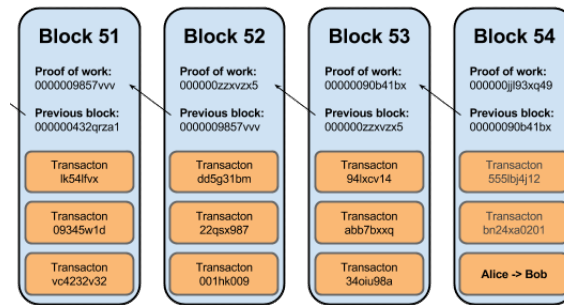 Block 51
Proof of work:
0000009857vvv
Previous block:
000000432qrza1
Transacton
lk54lfvx
Transacton
09345w1d
Transacton
vc4232v32
Block 52
Proof of work:
000000zzxvzx5
Previous block:
0000009857vvv
Transacton
dd5g31bm
Transacton
22qsx987
Transacton
001hk009
Block 53
Proof of work:
00000090b41bx
Previous block:
000000zzxvzx5
Transacton
94lxcv14
Transacton
abb7bxxq
Transacton
34oiu98a
Block 54
Proof of work:
000000jjl93xq49
Previous block:
00000090b41bx
Transacton
555lbj4j12
Transacton
bn24xa0201
Alice -> Bob